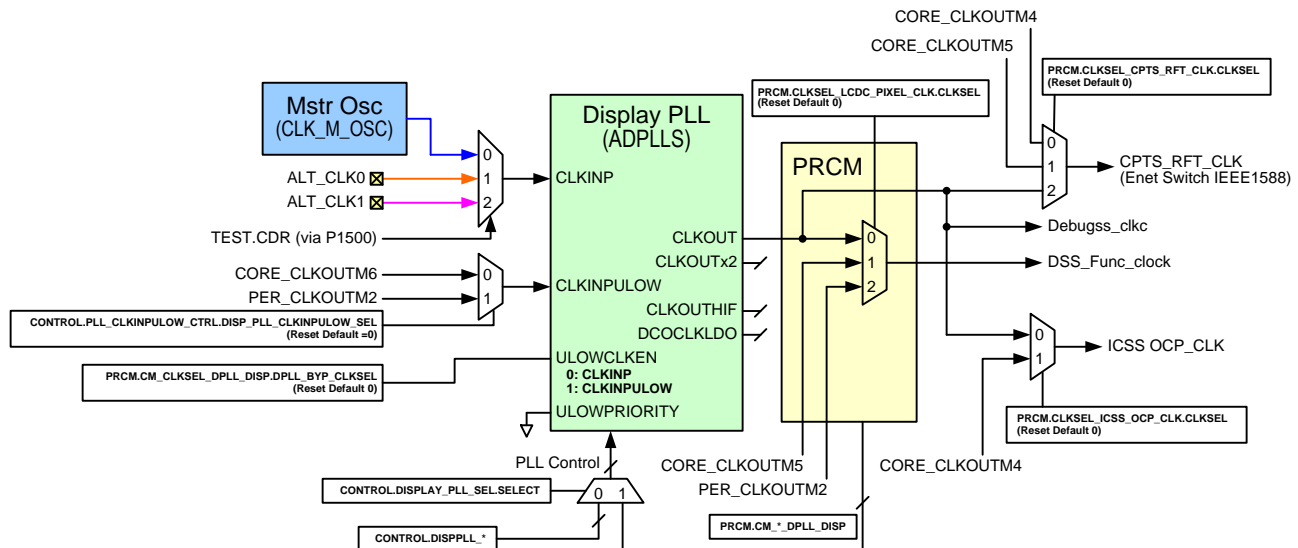 CORE_CLKOUTM4
CORE_CLKOUTM5
PRCM.CLKSEL_CPTS_RFT_CLK.CLKSEL
(Reset Default 0)
PRCM.CLKSEL_LCDC_PIXEL_CLK.CLKSEL
(Reset Default 0)
Mstr Osc
(CLK_M_OSC)
Display PLL
(ADPLLS)
PRCM
0
1
2
CPTS_RFT_CLK
(Enet Switch IEEE1588)
0
1
2
ALT_CLK0
ALT_CLK1
CLKINP
TEST.CDR (via P1500)
CLKOUT
CLKOUTx2
0
1
2
Debugss_clkc
DSS_Func_clock
CORE_CLKOUTM6
PER_CLKOUTM2
0
1
CLKINPULOW
CLKOUTHIF
DCOCLKLDO
CONTROL.PLL_CLKINPULOW_CTRL.DISP_PLL_CLKINPULOW_SEL
(Reset Default =0)
0
1
ICSS OCP_CLK
ULOWCLKEN
0: CLKINP
1: CLKINPULOW
PRCM.CM_CLKSEL_DPLL_DISP.DPLL_BYP_CLKSEL
(Reset Default 0)
ULOWPRIORITY
PRCM.CLKSEL_ICSS_OCP_CLK.CLKSEL
(Reset Default 0)
PLL Control
CORE_CLKOUTM5
PER_CLKOUTM2
CORE_CLKOUTM4
CONTROL.DISPLAY_PLL_SEL.SELECT
0 1
PRCM.CM_*_DPLL_DISP
CONTROL.DISPPLL_*